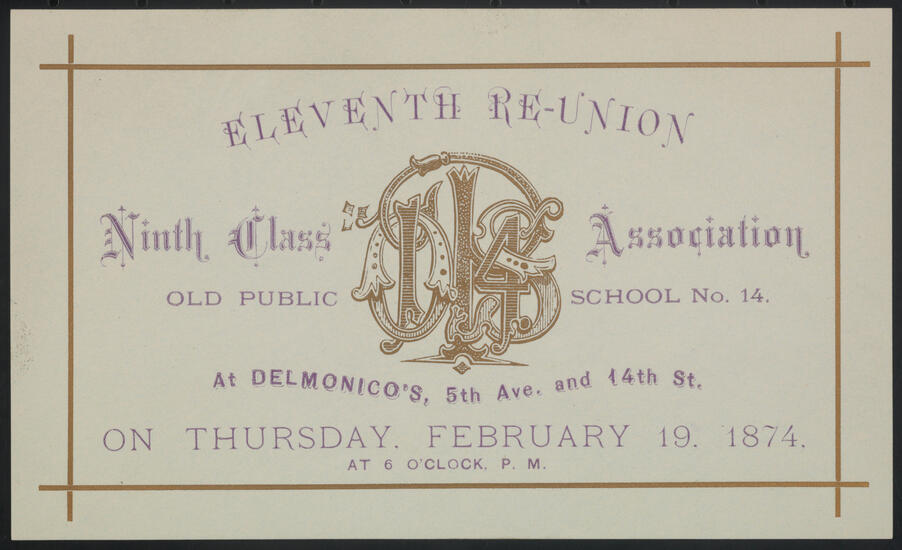 ELEVENTH RE-UNION
Ninth Class Association
OLD PUBLIC SCHOOL No. 14.
At DELMONICO'S, 5th Ave. and 14th St.
ON THURSDAY. FEBRUARY 19. 1874.
AT 6 O'CLOCK, P. M.